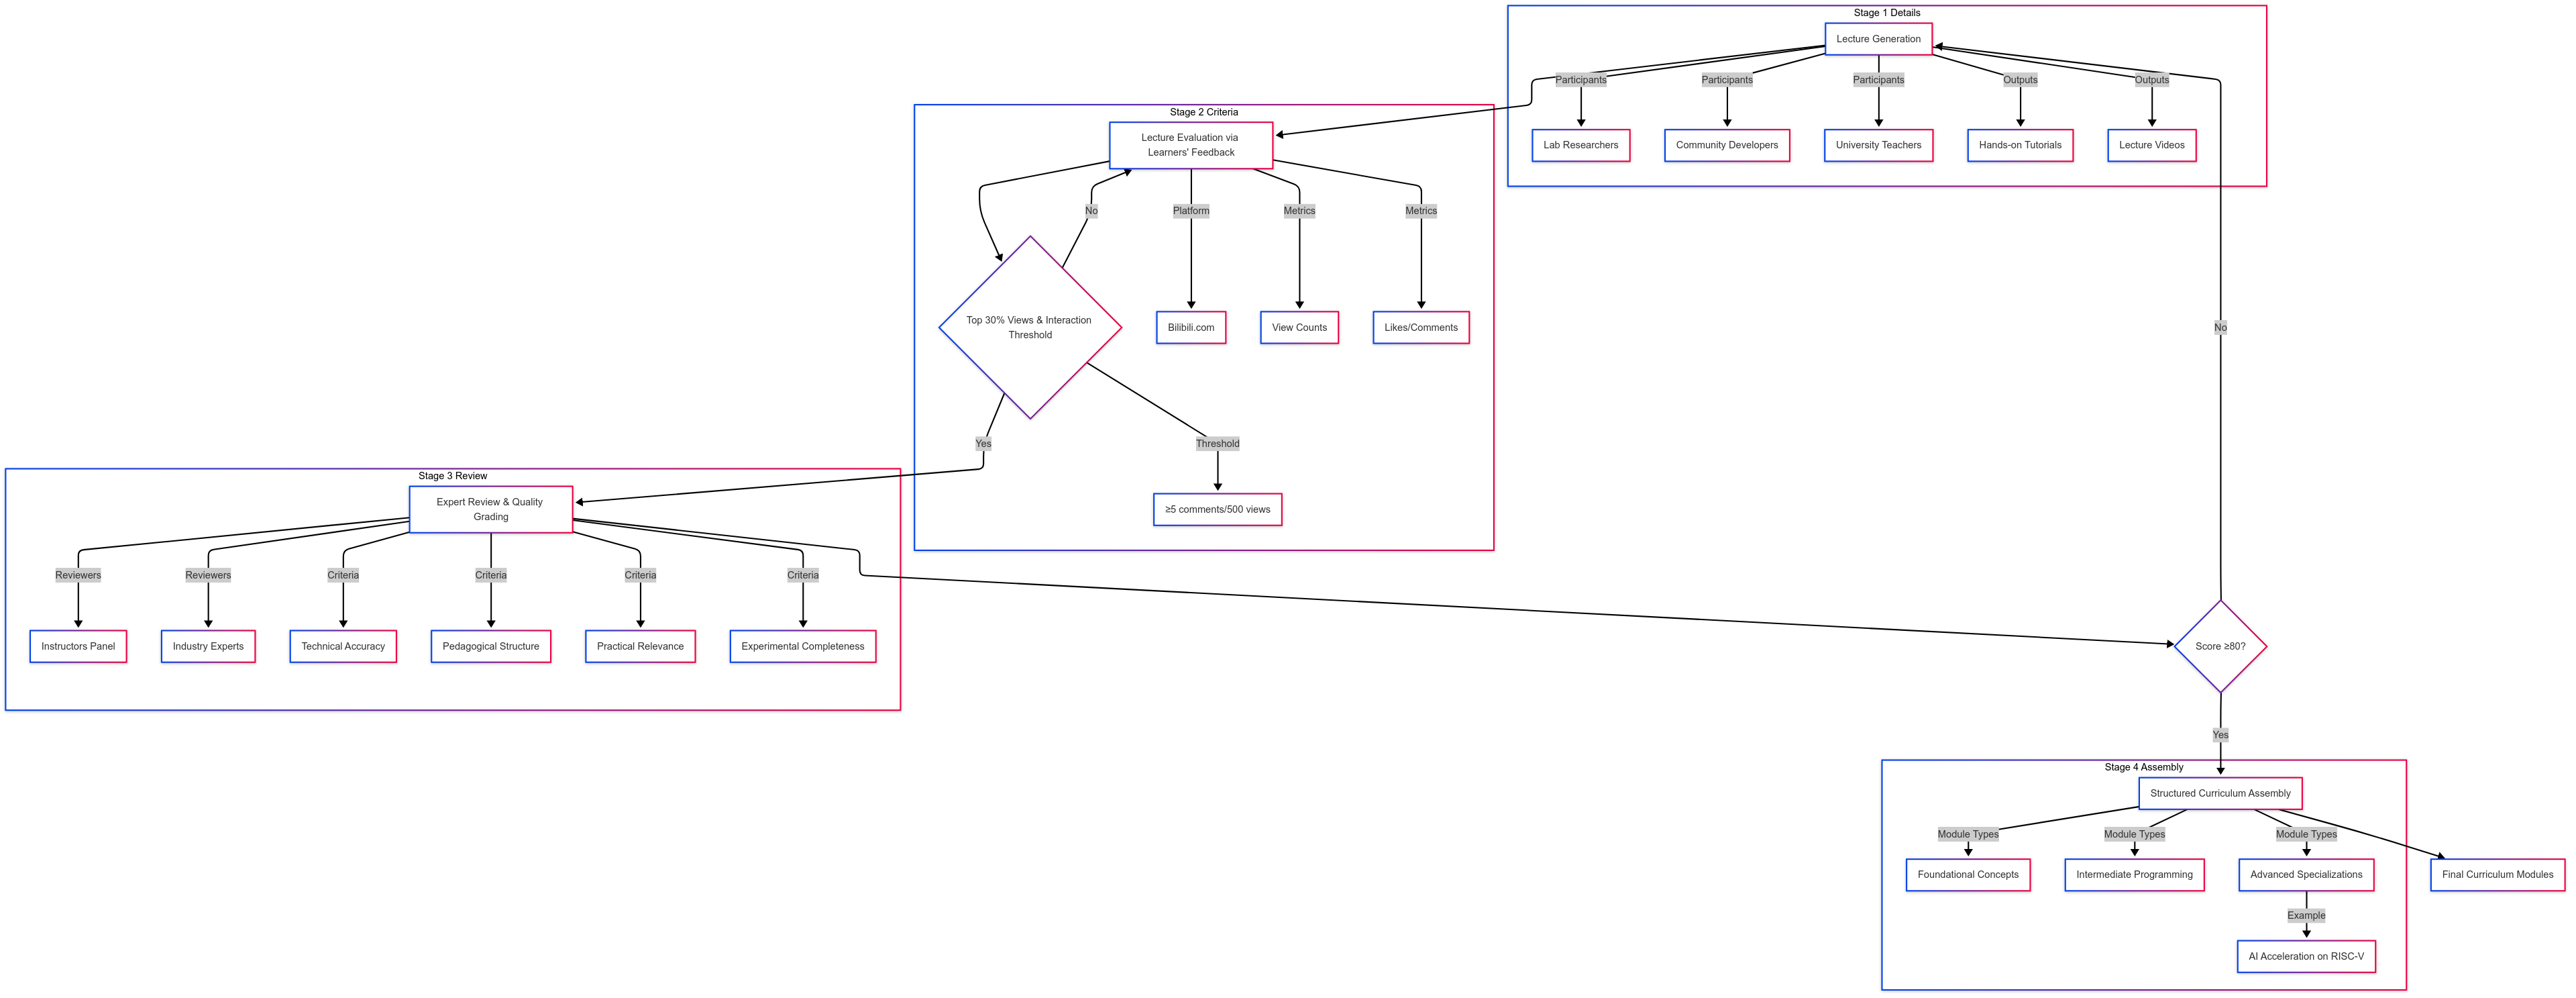 Stage 1 Details
Lecture Generation
Participants
Participants
Participants
Outputs
Outputs
Lab Researchers
Community Developers
University Teachers
Hands-on Tutorials
Lecture Videos
Stage 2 Criteria
Lecture Evaluation via
Learners' Feedback
No
Platform
Metrics
Metrics
Top 30% Views & Interaction
Threshold
Bilibili.com
View Counts
Likes/Comments
No
Yes
Threshold
≥5 comments/500 views
Stage 3 Review
Expert Review & Quality
Grading
Reviewers
Reviewers
Criteria
Criteria
Criteria
Criteria
Instructors Panel
Industry Experts
Technical Accuracy
Pedagogical Structure
Practical Relevance
Experimental Completeness
Score ≥80?
Yes
Stage 4 Assembly
Structured Curriculum Assembly
Module Types
Module Types
Module Types
Foundational Concepts
Intermediate Programming
Advanced Specializations
Final Curriculum Modules
Example
AI Acceleration on RISC-V